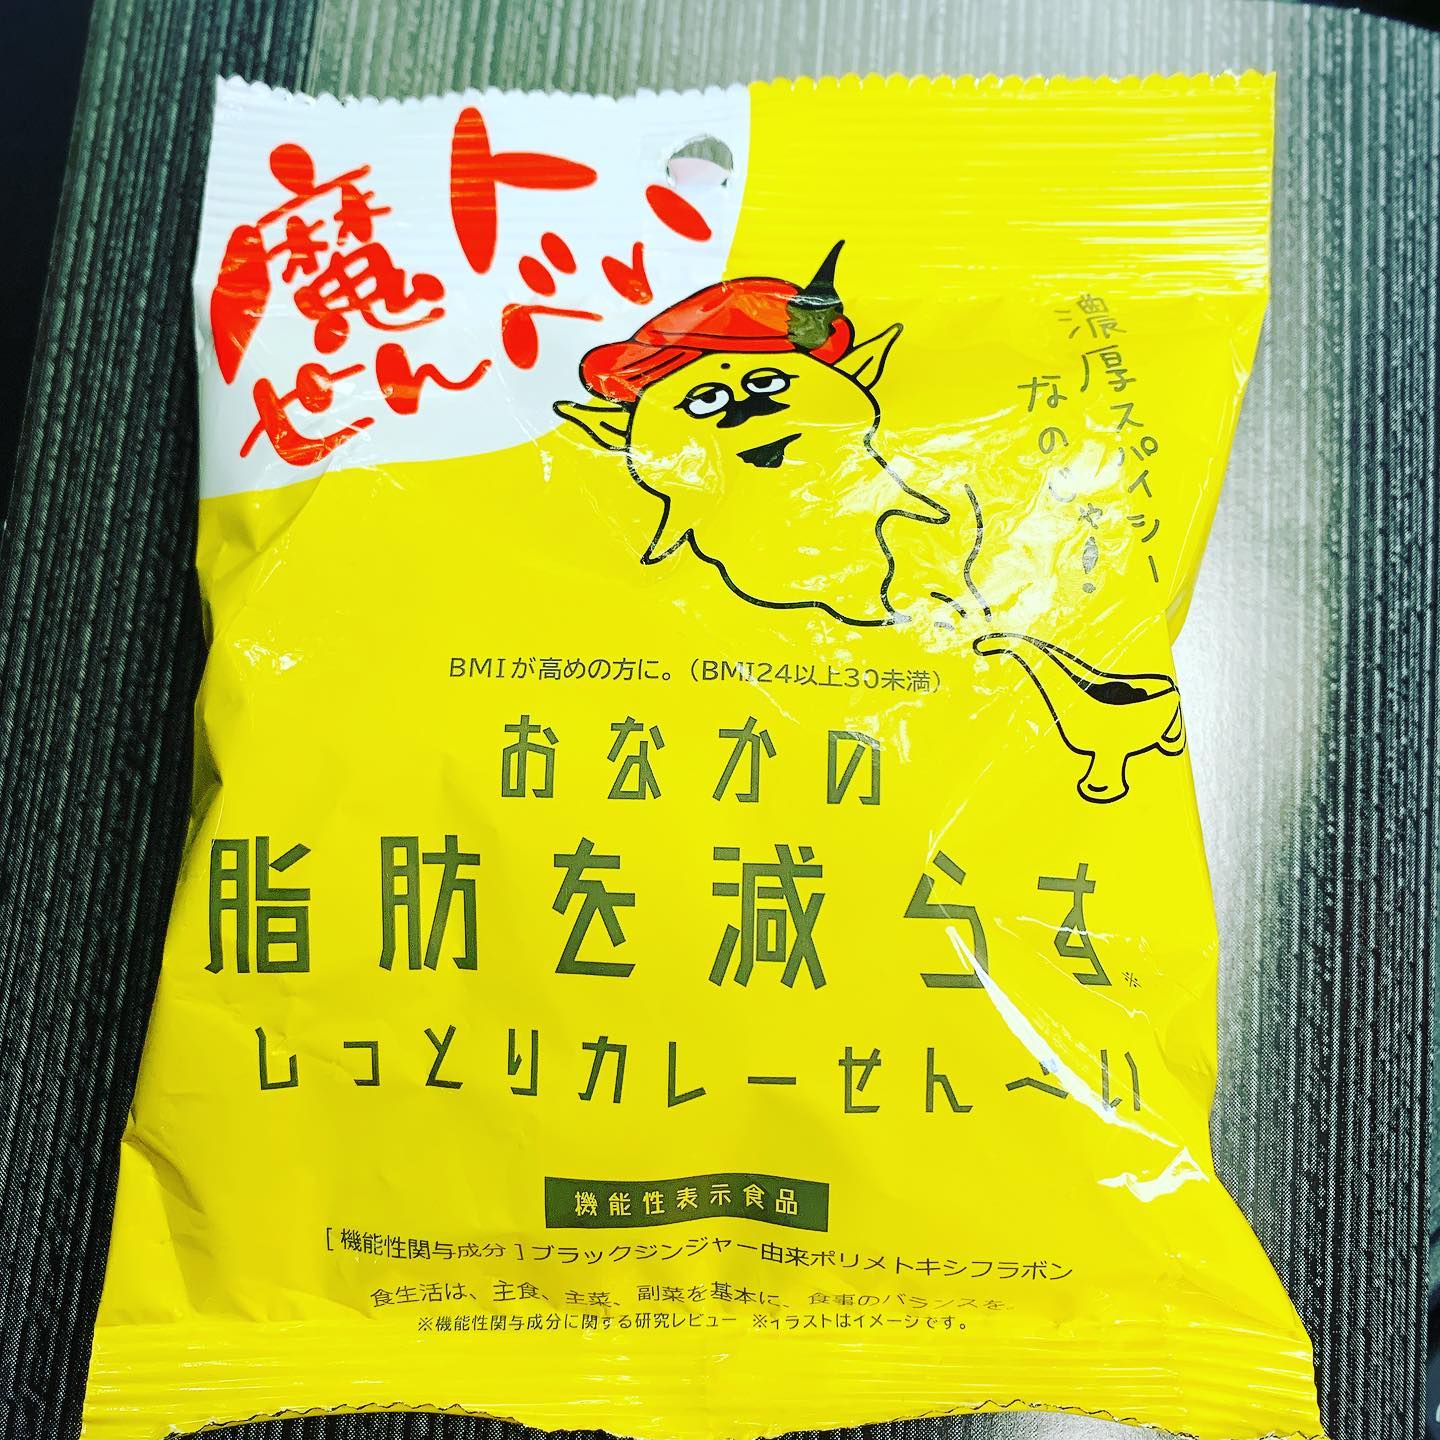 魔トせんべッ
濃厚スパイシー
なのじゃ!
BMIが高めの方に。(BMI24以上30未満)
おなかの
脂肪を減らす※
しっとりカレーせんべい
機能性表示食品
[機能性関与成分]ブラックジンジャー由来ポリメトキシフラボン
食生活は、主食、主菜、副菜を基本に、食事のバランスを。
※機能性関与成分に関する研究レビュー ※イラストはイメージです。